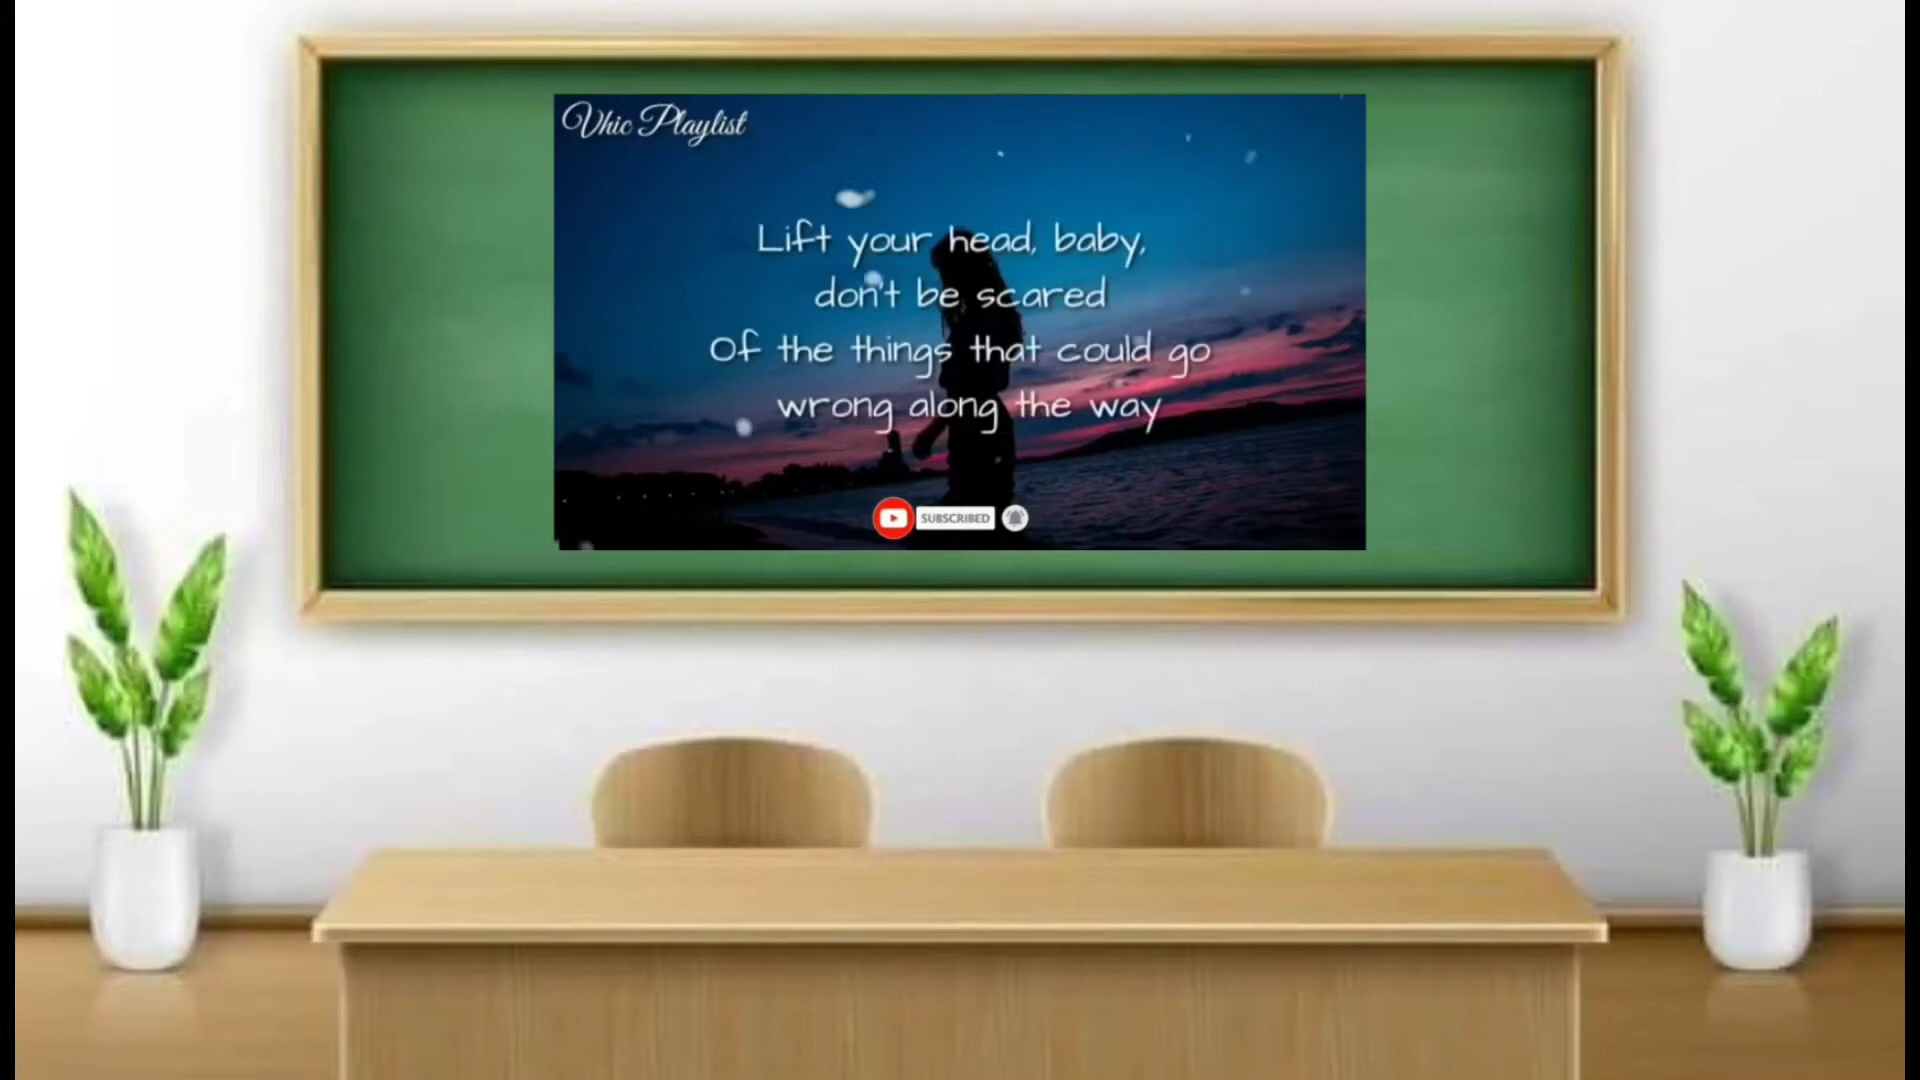 Vhic Playlist
Lift your head, baby,
don't be scared
Of the things that could go
wrong along the way
SUBSCRIBED